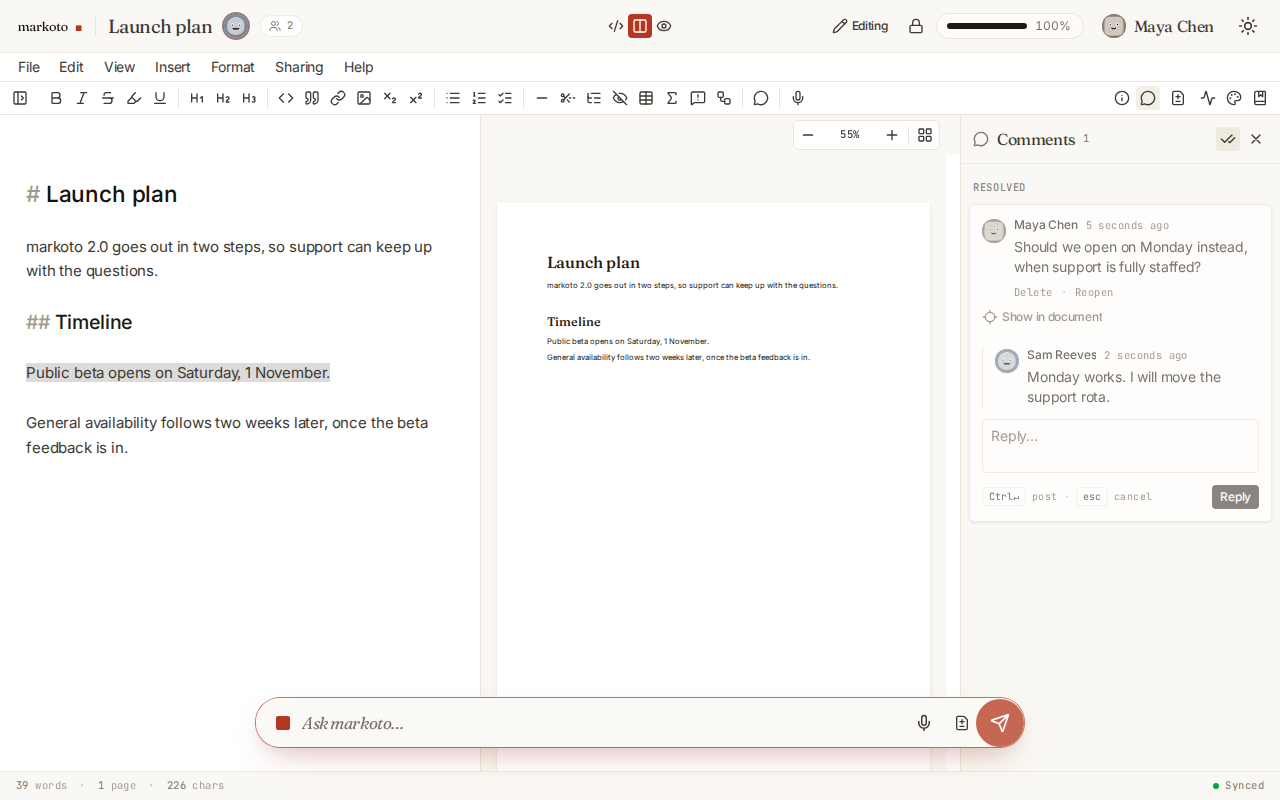 markoto
Launch plan
2
Editing
100%
Maya Chen
File Edit View Insert Format Sharing Help
H1 H2 H3
X2 X2
55%
# Launch plan
markoto 2.0 goes out in two steps, so support can keep up
with the questions.
## Timeline
Public beta opens on Saturday, 1 November.
General availability follows two weeks later, once the beta
feedback is in.
Launch plan
markoto 2.0 goes out in two steps, so support can keep up with the questions.
Timeline
Public beta opens on Saturday, 1 November.
General availability follows two weeks later, once the beta feedback is in.
Comments 1
RESOLVED
Maya Chen 5 seconds ago
Should we open on Monday instead,
when support is fully staffed?
Delete · Reopen
Show in document
Sam Reeves 2 seconds ago
Monday works. I will move the
support rota.
Reply...
Ctrl↵ post · esc cancel
Reply
Ask markoto...
39 words · 1 page · 226 chars
Synced